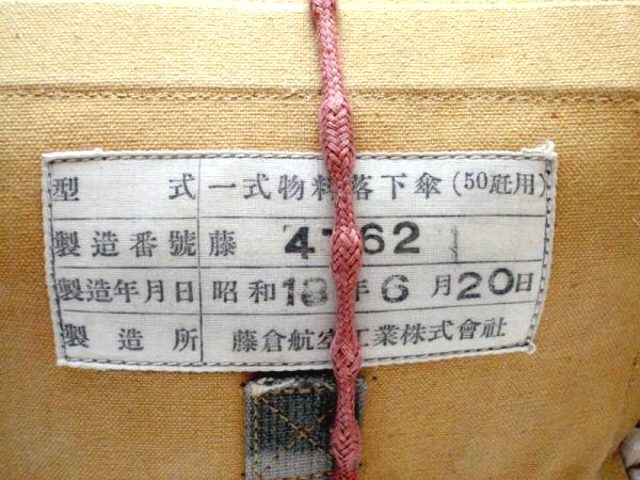 型式 一式物料落下傘(50瓩用)
製造番號 藤 4762
製造年月日 昭和18年6月20日
製造所 藤倉航空工業株式會社